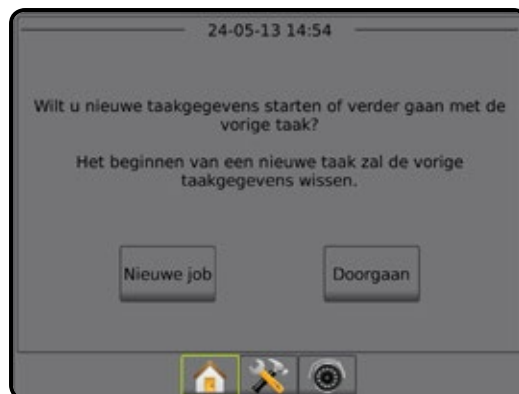 24-05-13 14:54
Wilt u nieuwe taakgegevens starten of verder gaan met de
vorige taak?
Het beginnen van een nieuwe taak zal de vorige
taakgegevens wissen.
Nieuwe job
Doorgaan